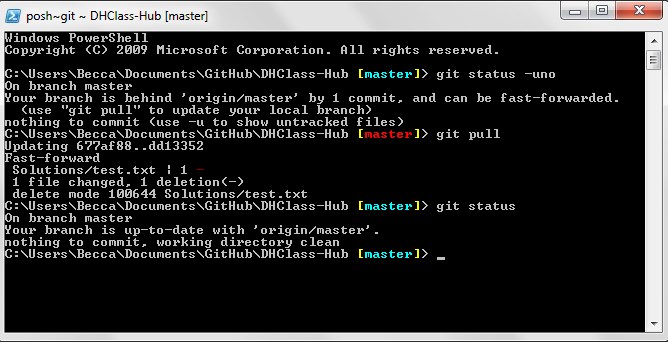 posh~git ~ DHClass-Hub [master]
Windows PowerShell
Copyright (C) 2009 Microsoft Corporation. All rights reserved.
C:\Users\Becca\Documents\GitHub\DHClass-Hub [master]> git status -uno
On branch master
Your branch is behind 'origin/master' by 1 commit, and can be fast-forwarded.
  (use "git pull" to update your local branch)
nothing to commit (use -u to show untracked files)
C:\Users\Becca\Documents\GitHub\DHClass-Hub [master]> git pull
Updating 677af88..dd13352
Fast-forward
 Solutions/test.txt | 1 -
 1 file changed, 1 deletion(-)
 delete mode 100644 Solutions/test.txt
C:\Users\Becca\Documents\GitHub\DHClass-Hub [master]> git status
On branch master
Your branch is up-to-date with 'origin/master'.
nothing to commit, working directory clean
C:\Users\Becca\Documents\GitHub\DHClass-Hub [master]> _